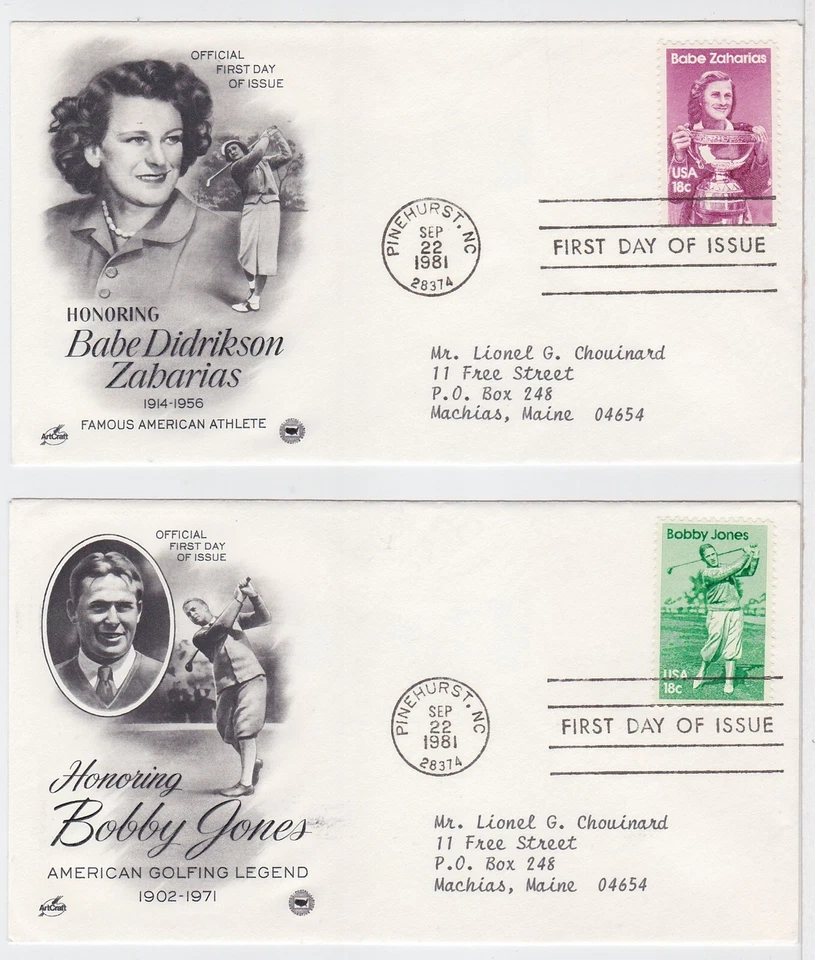 OFFICIAL
FIRST DAY
OF ISSUE
Babe Zaharias
USA
18c
PINEHURST, NC
SEP
22
1981
28374
FIRST DAY OF ISSUE
HONORING
Babe Didrikson
Zaharias
1914-1956
FAMOUS AMERICAN ATHLETE
ArtCraft
Mr. Lionel G. Chouinard
11 Free Street
P.O. Box 248
Machias, Maine 04654
OFFICIAL
FIRST DAY
OF ISSUE
Bobby Jones
USA
18c
PINEHURST, NC
SEP
22
1981
28374
FIRST DAY OF ISSUE
Honoring
Bobby Jones
AMERICAN GOLFING LEGEND
1902-1971
ArtCraft
Mr. Lionel G. Chouinard
11 Free Street
P.O. Box 248
Machias, Maine 04654